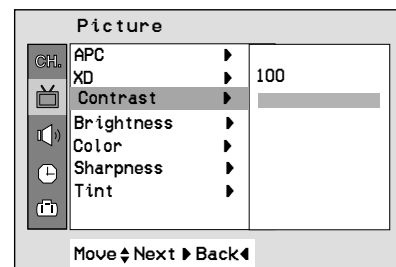 Picture
CH.
APC
XD
Contrast
100
Brightness
Color
Sharpness
Tint
Move Next Back